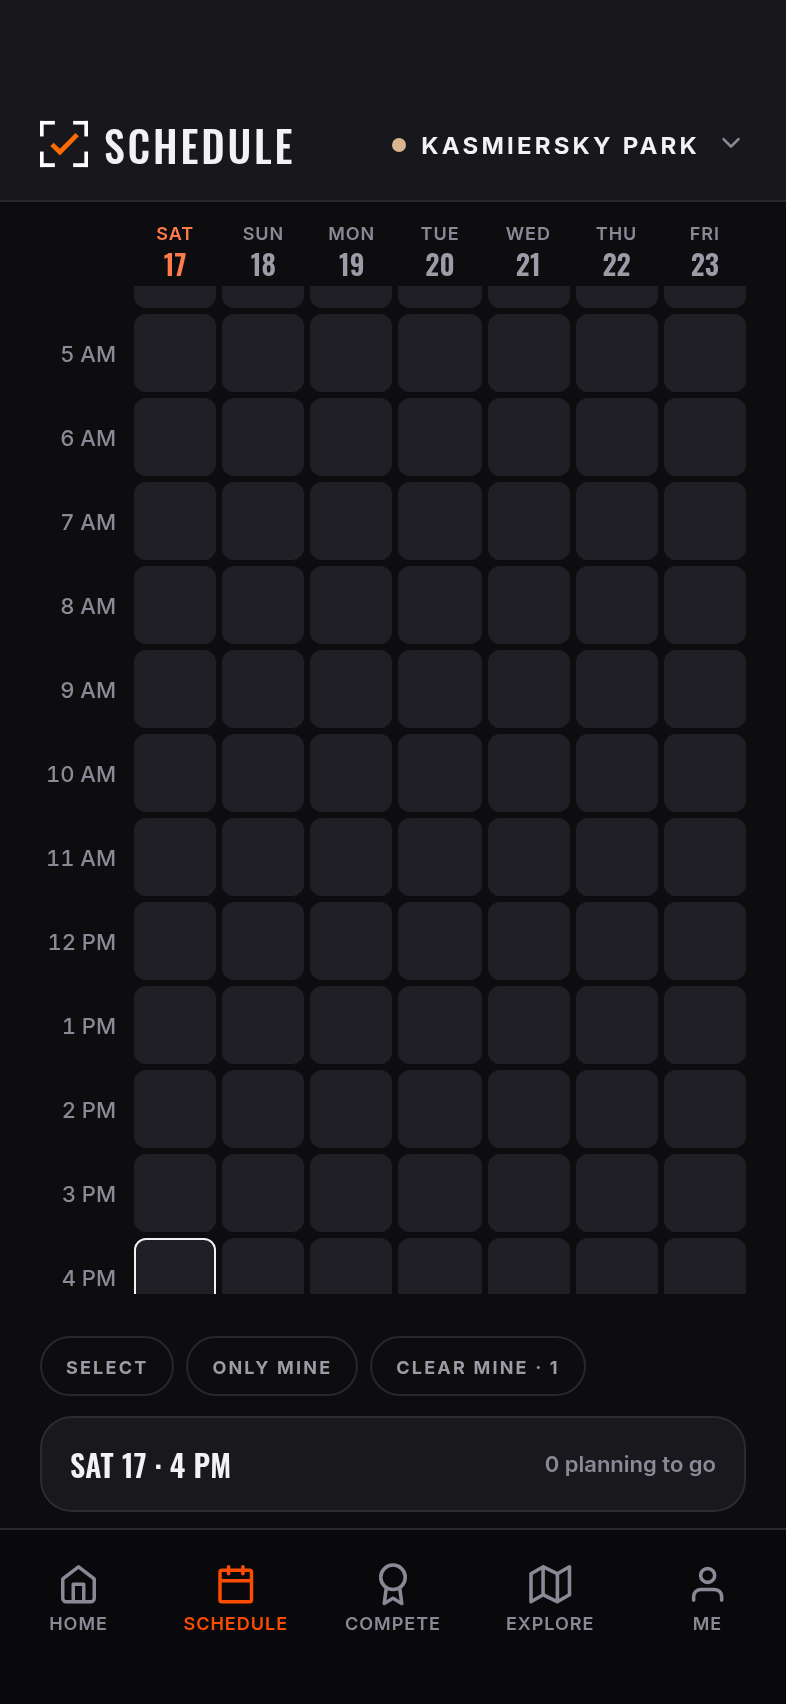 SCHEDULE
KASMIERSKY PARK
SAT SUN MON TUE WED THU FRI
17 18 19 20 21 22 23
5 AM
6 AM
7 AM
8 AM
9 AM
10 AM
11 AM
12 PM
1 PM
2 PM
3 PM
4 PM
SELECT ONLY MINE CLEAR MINE · 1
SAT 17 · 4 PM 0 planning to go
HOME SCHEDULE COMPETE EXPLORE ME